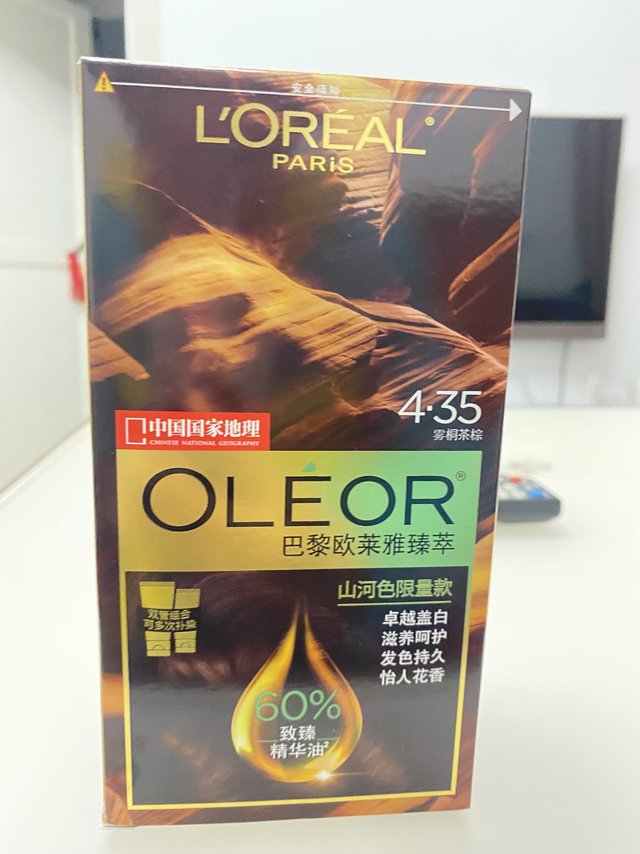 安全须知
L'ORÉAL®
PARiS
4·35
雾桐茶棕
中国国家地理
CHINESE NATIONAL GEOGRAPHY
OLÉOR®
巴黎欧莱雅臻萃
山河色限量款
双管组合
可多次补染
卓越盖白
滋养呵护
发色持久
怡人花香
60%
致臻
精华油²